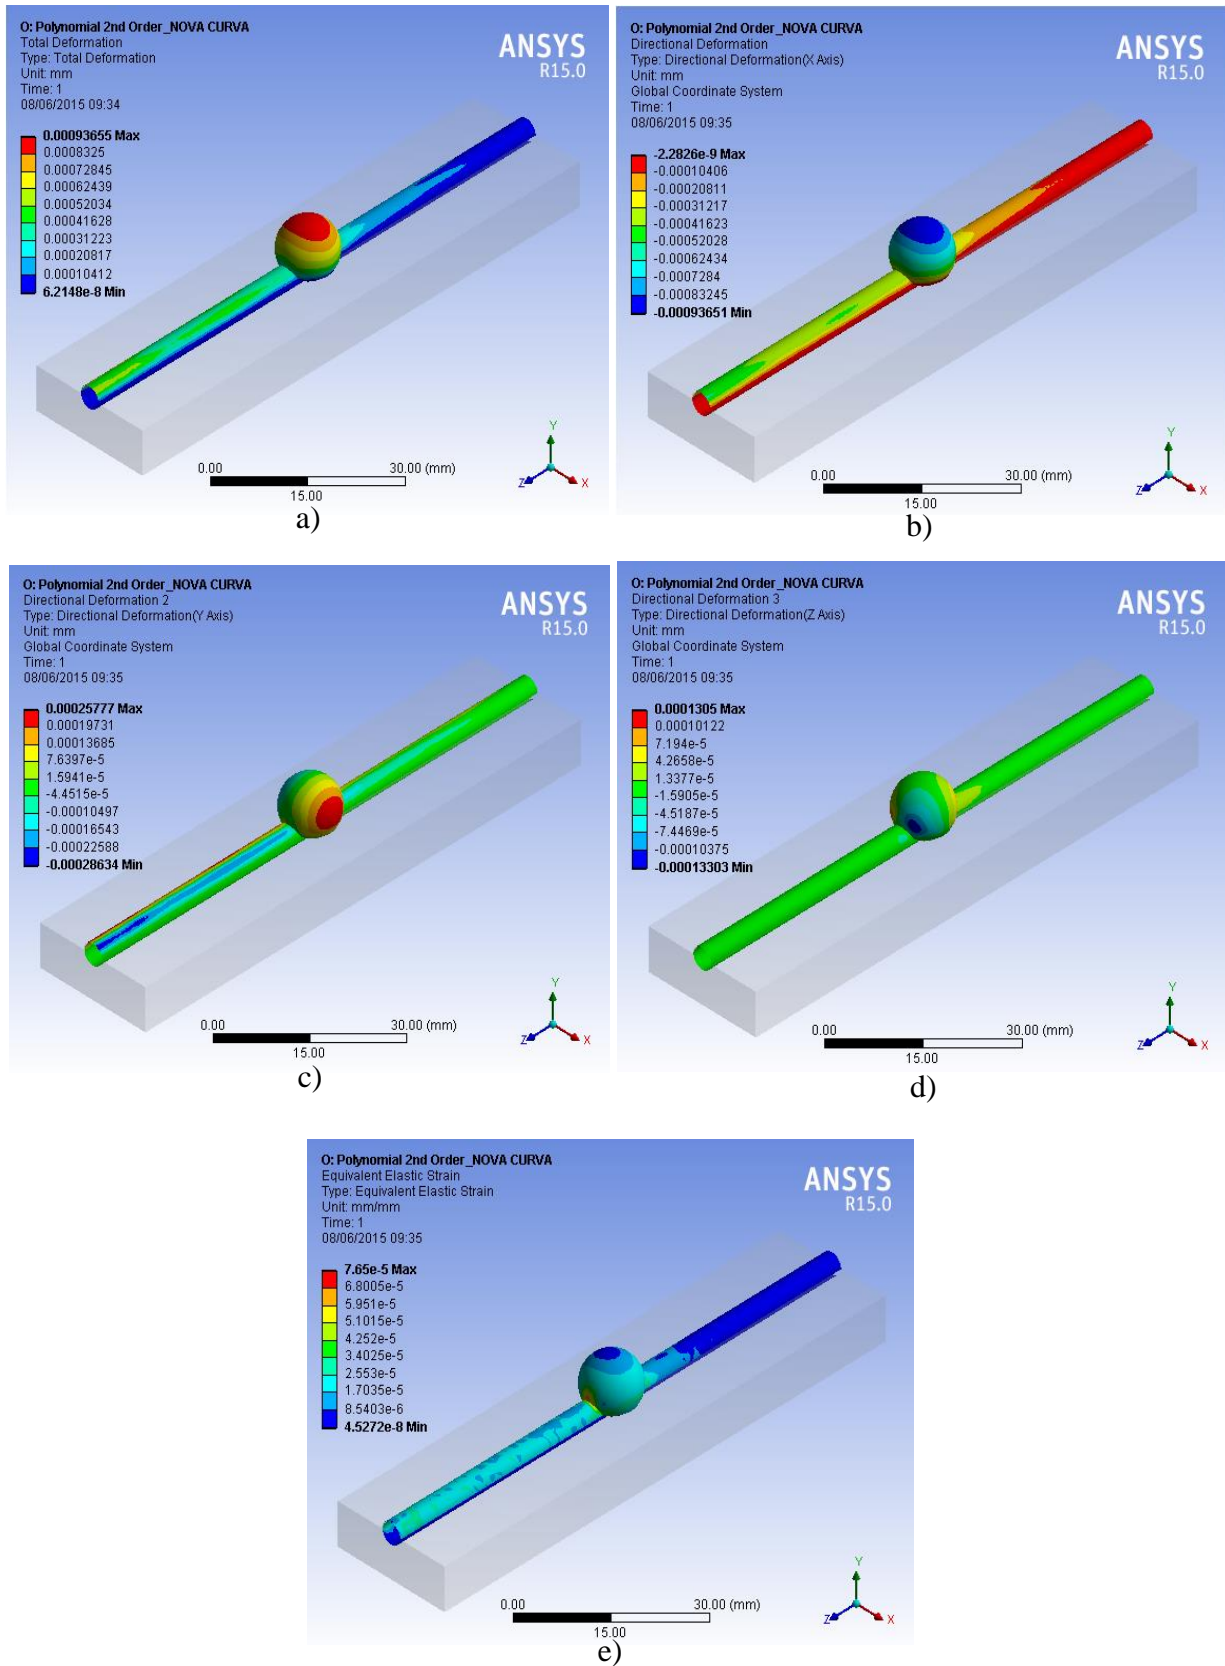 O: Polynomial 2nd Order_NOVA CURVA
Total Deformation
Type: Total Deformation
Unit: mm
Time: 1
08/06/2015 09:34
ANSYS
R15.0
0.00093655 Max
0.0008325
0.00072845
0.00062439
0.00052034
0.00041628
0.00031223
0.00020817
0.00010412
6.2148e-8 Min
0.00
30.00 (mm)
15.00
Y
Z
X
a)
O: Polynomial 2nd Order_NOVA CURVA
Directional Deformation
Type: Directional Deformation(X Axis)
Unit: mm
Global Coordinate System
Time: 1
08/06/2015 09:35
ANSYS
R15.0
-2.2826e-9 Max
-0.00010406
-0.00020811
-0.00031217
-0.00041623
-0.00052028
-0.00062434
-0.0007284
-0.00083245
-0.00093651 Min
0.00
30.00 (mm)
15.00
Y
Z
X
b)
O: Polynomial 2nd Order_NOVA CURVA
Directional Deformation 2
Type: Directional Deformation(Y Axis)
Unit: mm
Global Coordinate System
Time: 1
08/06/2015 09:35
ANSYS
R15.0
0.00025777 Max
0.00019731
0.00013685
7.6397e-5
1.5941e-5
-4.4515e-5
-0.00010497
-0.00016543
-0.00022588
-0.00028634 Min
0.00
30.00 (mm)
15.00
Y
Z
X
c)
O: Polynomial 2nd Order_NOVA CURVA
Directional Deformation 3
Type: Directional Deformation(Z Axis)
Unit: mm
Global Coordinate System
Time: 1
08/06/2015 09:35
ANSYS
R15.0
0.0001305 Max
0.00010122
7.194e-5
4.2658e-5
1.3377e-5
-1.5905e-5
-4.5187e-5
-7.4469e-5
-0.00010375
-0.00013303 Min
0.00
30.00 (mm)
15.00
Y
Z
X
d)
O: Polynomial 2nd Order_NOVA CURVA
Equivalent Elastic Strain
Type: Equivalent Elastic Strain
Unit: mm/mm
Time: 1
08/06/2015 09:35
ANSYS
R15.0
7.65e-5 Max
6.8005e-5
5.951e-5
5.1015e-5
4.252e-5
3.4025e-5
2.553e-5
1.7035e-5
8.5403e-6
4.5272e-8 Min
0.00
30.00 (mm)
15.00
Y
Z
X
e)